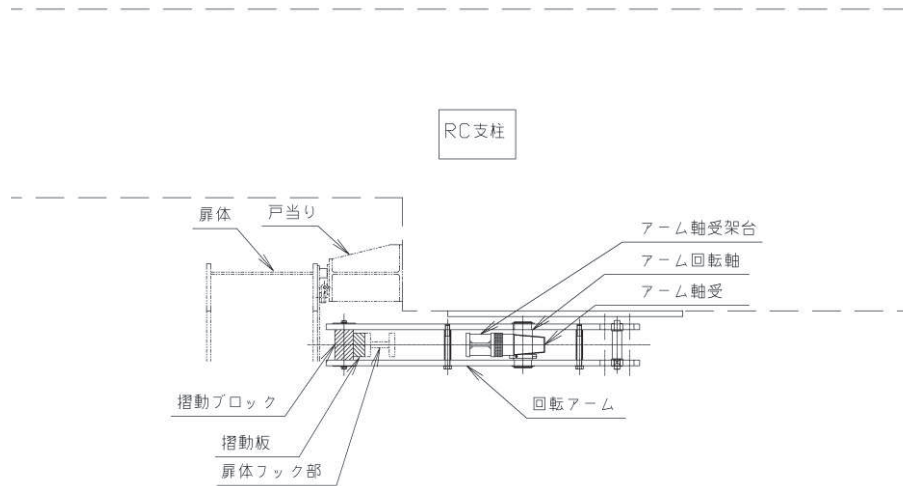 RC支柱
扉体
戸当り
アーム軸受架台
アーム回転軸
アーム軸受
摺動ブロック
回転アーム
摺動板
扉体フック部